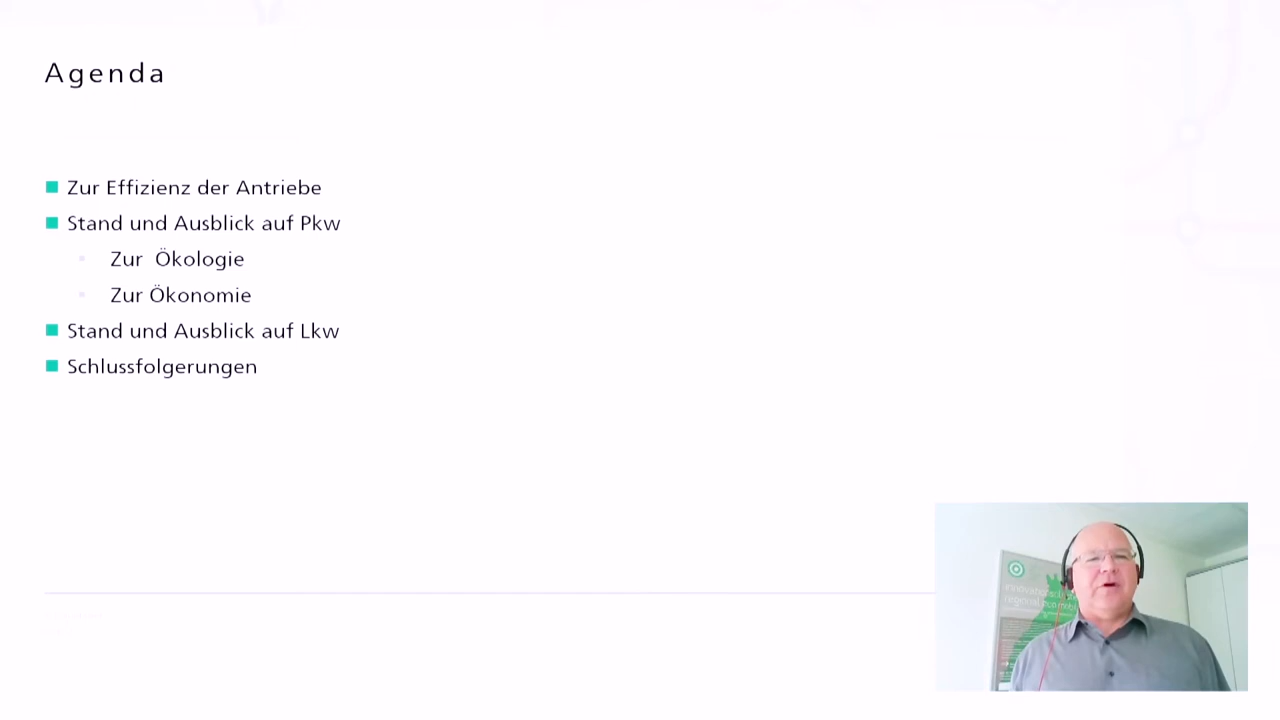 Agenda
Zur Effizienz der Antriebe
Stand und Ausblick auf Pkw
Zur Ökologie
Zur Ökonomie
Stand und Ausblick auf Lkw
Schlussfolgerungen